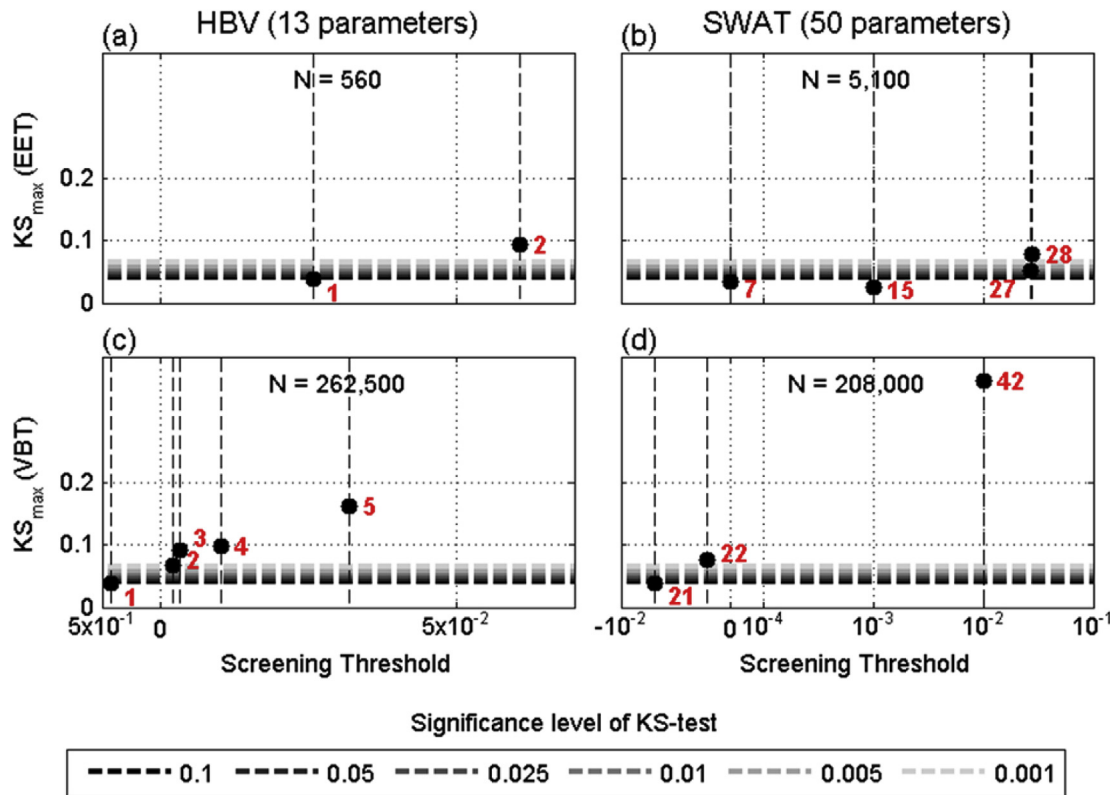 HBV (13 parameters)
SWAT (50 parameters)
(a)
(b)
N = 560
N = 5,100
KSmax (EET)
0.2
0.1
0
1
2
7
15
27
28
(c)
(d)
N = 262,500
N = 208,000
KSmax (VBT)
0.2
0.1
0
1
2
3
4
5
21
22
42
5x10^-1
0
5x10^-2
-10^-2
0
10^-4
10^-3
10^-2
10^-1
Screening Threshold
Screening Threshold
Significance level of KS-test
0.1
0.05
0.025
0.01
0.005
0.001